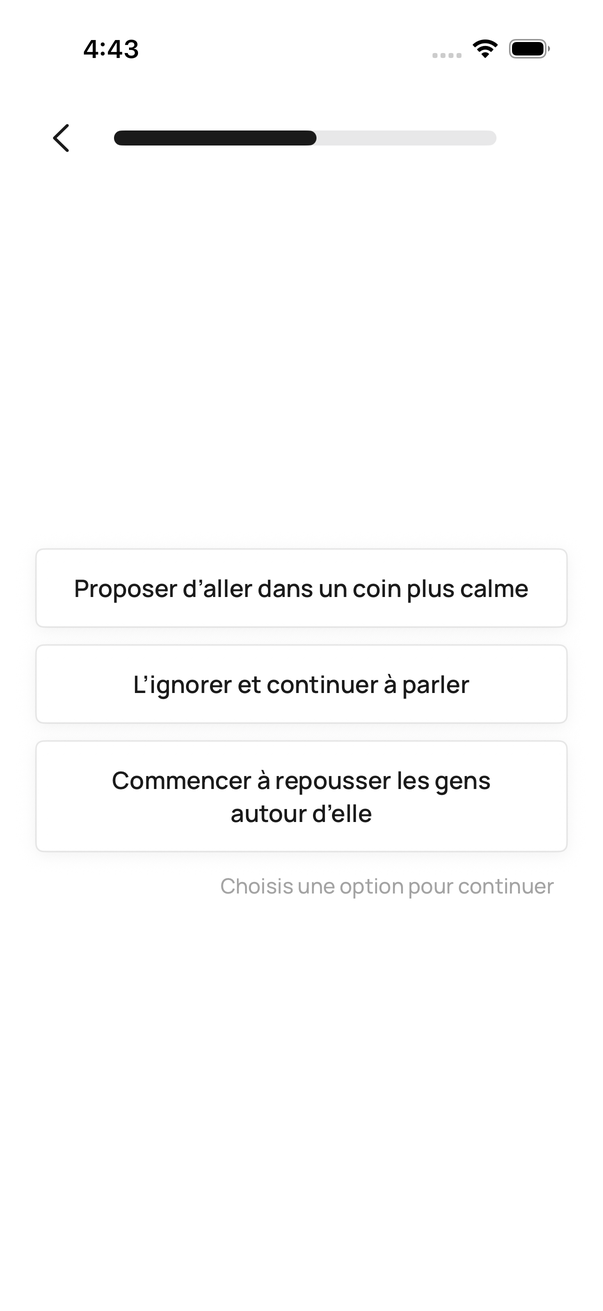 4:43
Proposer d’aller dans un coin plus calme
L’ignorer et continuer à parler
Commencer à repousser les gens
autour d’elle
Choisis une option pour continuer